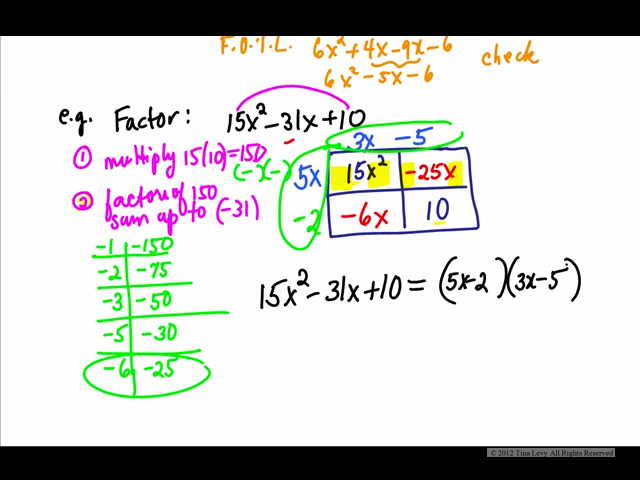 F.O.I.L. 6x² + 4x - 9x - 6
6x² - 5x - 6 check
e.g. Factor: 15x² - 31x + 10
① multiply 15(10) = 150
(-)(-)
② factors of 150
sum up to (-31)
-1 -150
-2 -75
-3 -50
-5 -30
-6 -25
3x -5
5x 15x² -25x
-2 -6x 10
15x² - 31x + 10 = (5x - 2)(3x - 5)
© 2012 Tina Levy All Rights Reserved